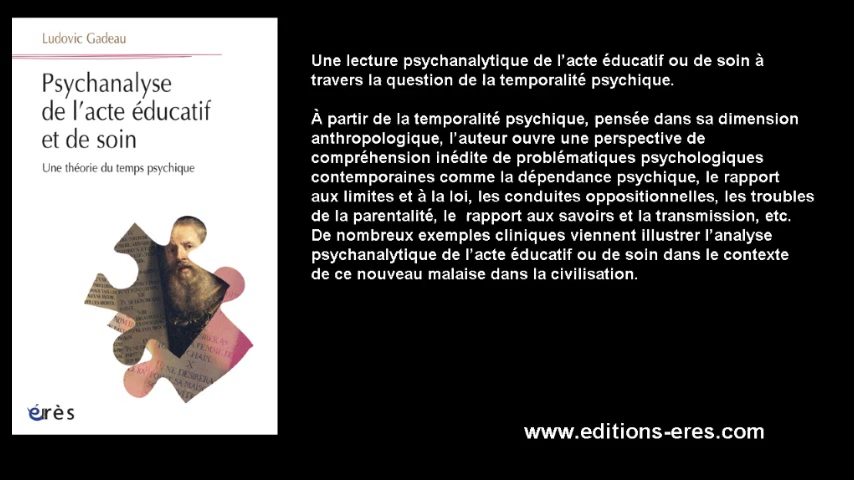 Ludovic Gadeau
Psychanalyse
de l'acte éducatif
et de soin
Une théorie du temps psychique
érès
Une lecture psychanalytique de l'acte éducatif ou de soin à
travers la question de la temporalité psychique.
À partir de la temporalité psychique, pensée dans sa dimension
anthropologique, l'auteur ouvre une perspective de
compréhension inédite de problématiques psychologiques
contemporaines comme la dépendance psychique, le rapport
aux limites et à la loi, les conduites oppositionnelles, les troubles
de la parentalité, le rapport aux savoirs et la transmission, etc.
De nombreux exemples cliniques viennent illustrer l'analyse
psychanalytique de l'acte éducatif ou de soin dans le contexte
de ce nouveau malaise dans la civilisation.
www.editions-eres.com